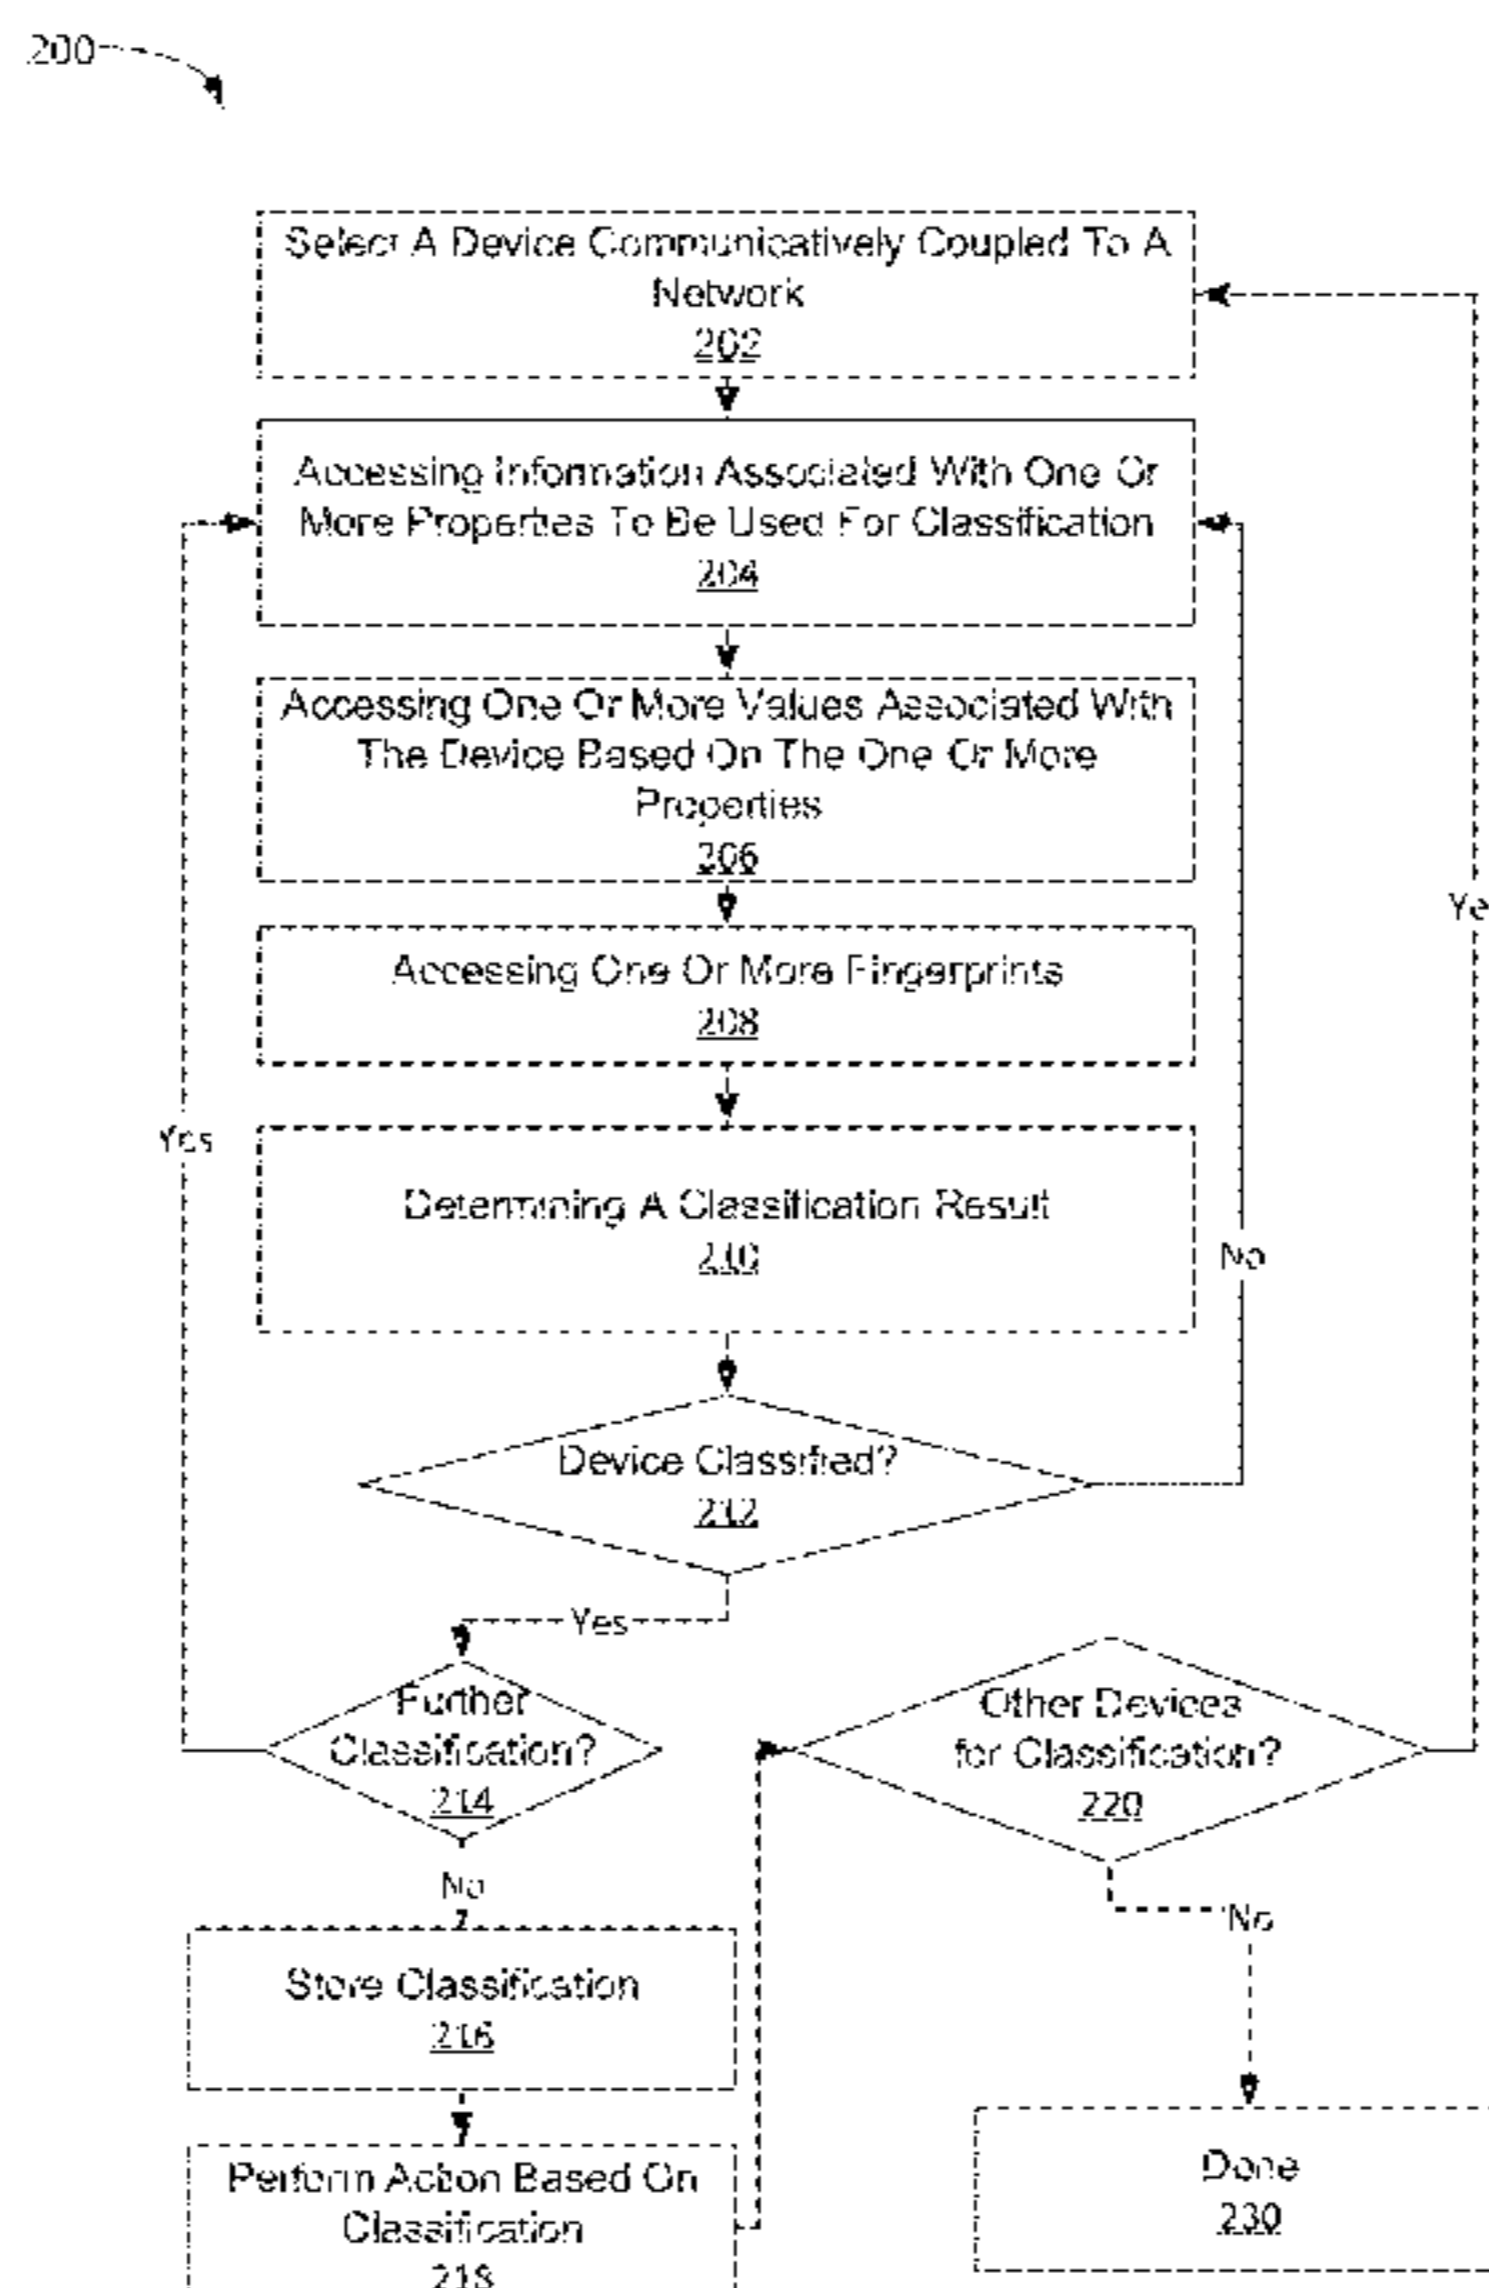 200
Select A Device Communicatively Coupled To A
Network
202
Accessing Information Associated With One Or
More Properties To Be Used For Classification
204
Accessing One Or More Values Associated With
The Device Based On The One Or More
Properties
206
Accessing One Or More Fingerprints
208
Determining A Classification Result
210
Device Classified?
212
No
Yes
Further
Classification?
214
Yes
No
Store Classification
216
Perform Action Based On
Classification
218
Other Devices
for Classification?
220
Ye
No
Done
230